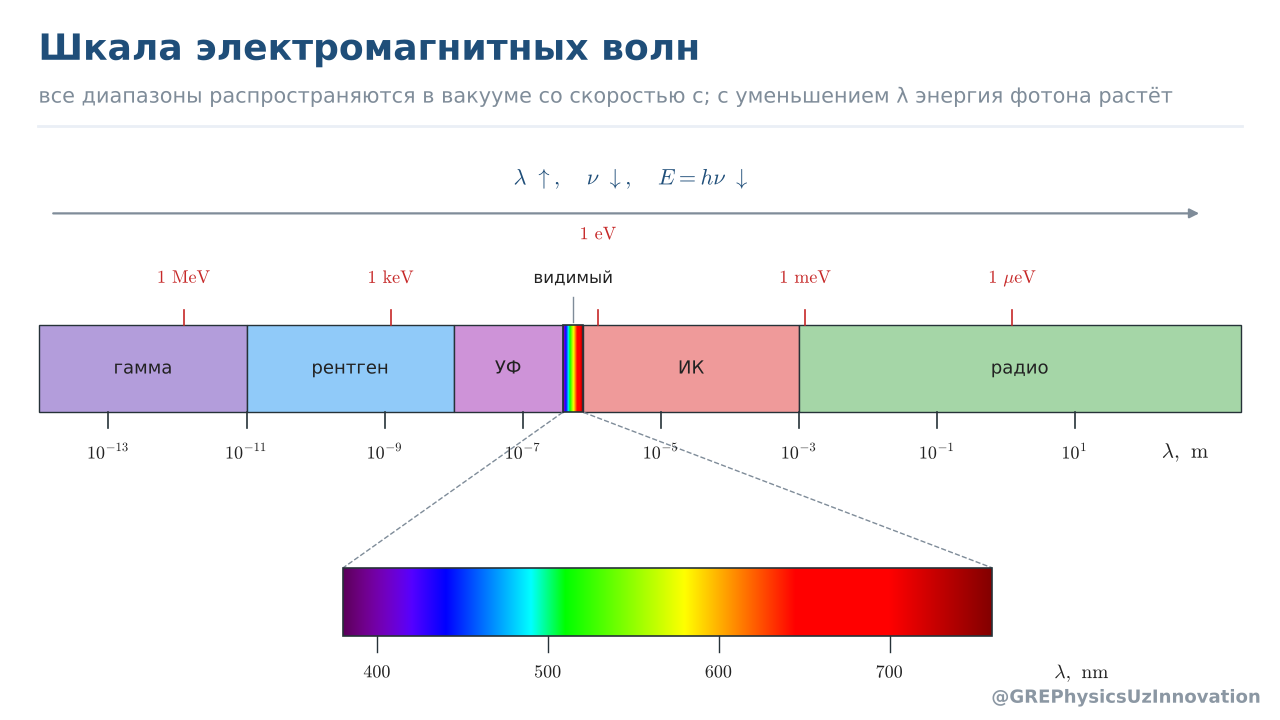 Шкала электромагнитных волн
все диапазоны распространяются в вакууме со скоростью c; с уменьшением λ энергия фотона растёт
λ ↑, ν ↓, E = hν ↓
1 eV
1 MeV 1 keV видимый 1 meV 1 μeV
гамма рентген УФ ИК радио
10⁻¹³ 10⁻¹¹ 10⁻⁹ 10⁻⁷ 10⁻⁵ 10⁻³ 10⁻¹ 10¹ λ, m
400 500 600 700 λ, nm
@GREPhysicsUzInnovation